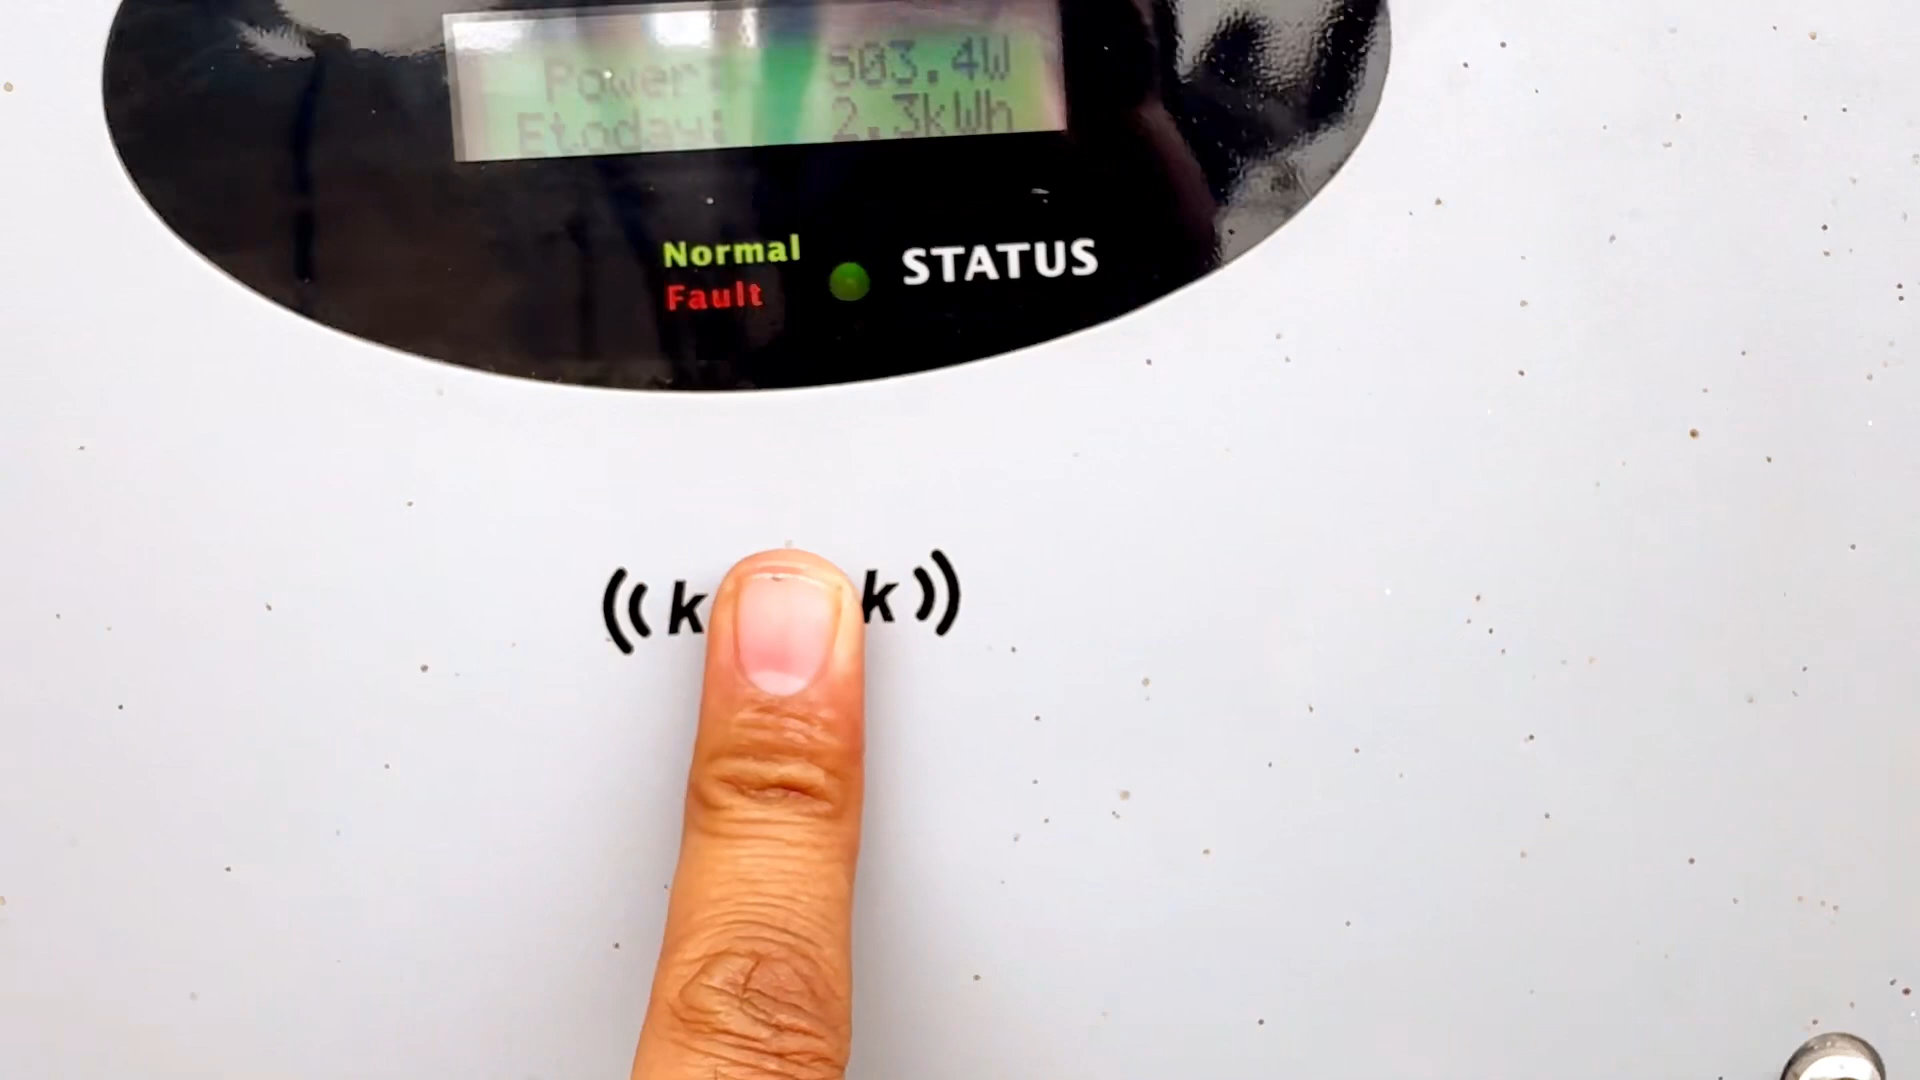 Power: 503.4W
Etoday: 2.3kWh
Normal
Fault
STATUS
k k